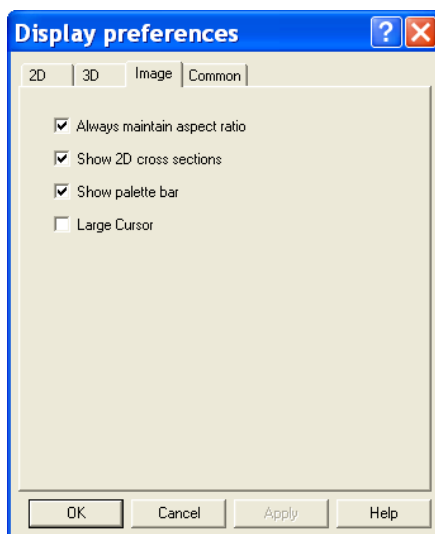 Display preferences ?
2D 3D Image Common
Always maintain aspect ratio
Show 2D cross sections
Show palette bar
Large Cursor
OK Cancel Apply Help